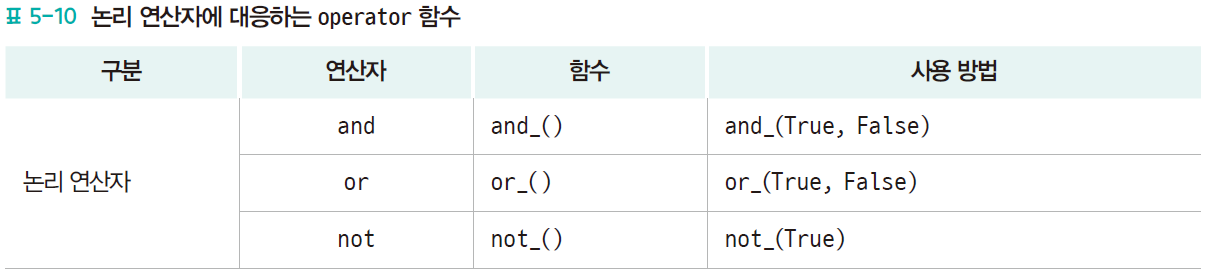 표 5-10 논리 연산자에 대응하는 operator 함수
구분 연산자 함수 사용 방법
and and_() and_(True, False)
논리 연산자 or or_() or_(True, False)
not not_() not_(True)